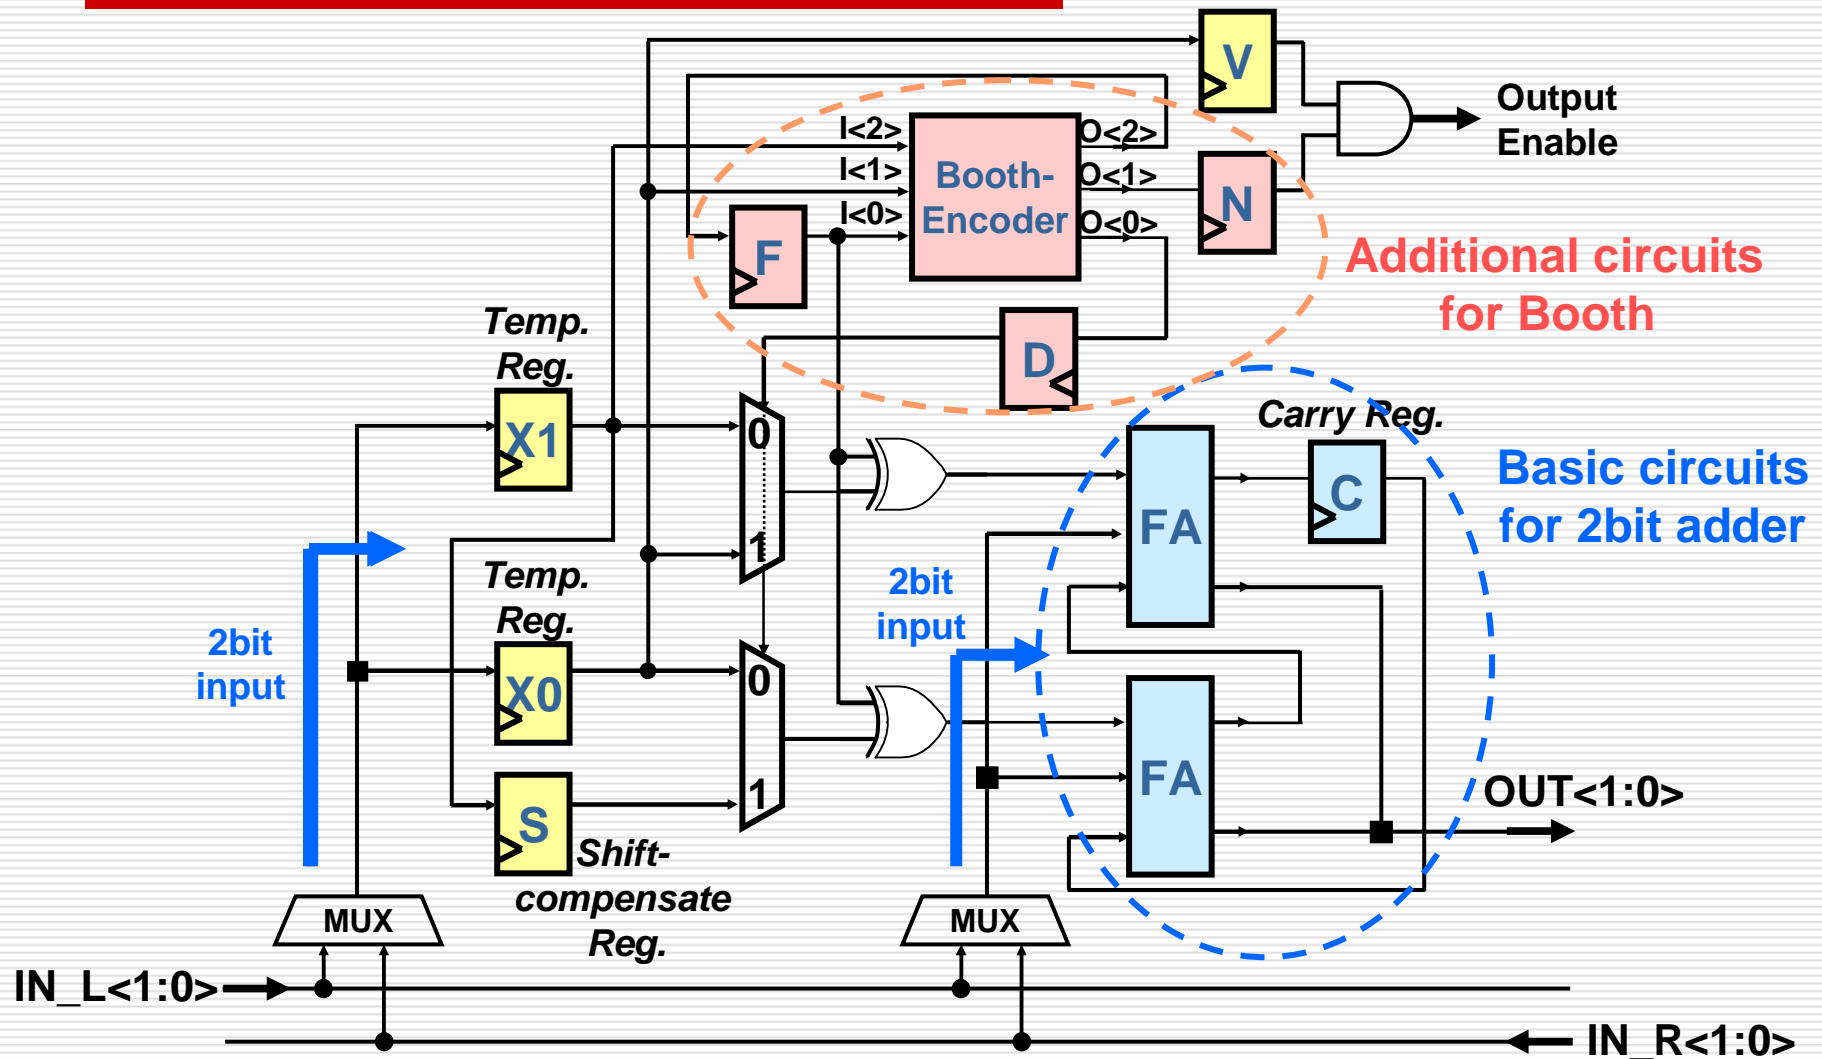 V
Output
Enable
I<2>
I<1>
I<0>
Booth-
Encoder
O<2>
O<1>
O<0>
N
F
Additional circuits
for Booth
D
Temp.
Reg.
X1
0
1
Carry Reg.
C
FA
Basic circuits
for 2bit adder
2bit
input
Temp.
Reg.
X0
0
1
2bit
input
FA
S
Shift-
compensate
Reg.
OUT<1:0>
MUX
MUX
IN_L<1:0>
IN_R<1:0>